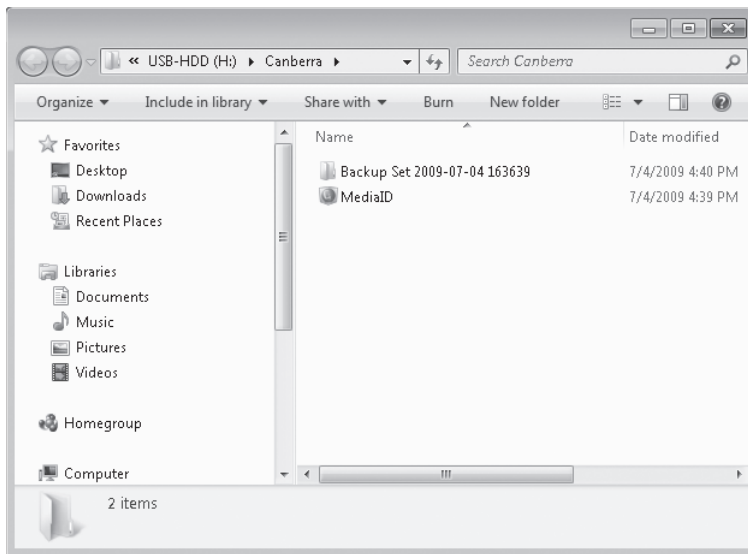 « USB-HDD (H:) ▸ Canberra ▸
Search Canberra
Organize ▾ Include in library ▾ Share with ▾ Burn New folder
Name Date modified
Favorites
Desktop
Downloads
Recent Places
Libraries
Documents
Music
Pictures
Videos
Homegroup
Computer
Backup Set 2009-07-04 163639 7/4/2009 4:40 PM
MediaID 7/4/2009 4:39 PM
2 items